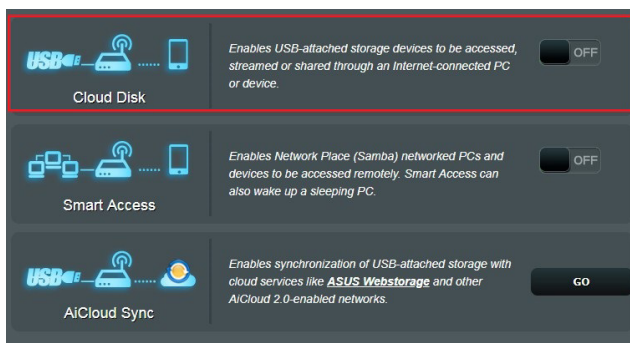 Enables USB-attached storage devices to be accessed,
streamed or shared through an Internet-connected PC
or device.
OFF
USB
Cloud Disk
Enables Network Place (Samba) networked PCs and
devices to be accessed remotely. Smart Access can
also wake up a sleeping PC.
OFF
Smart Access
Enables synchronization of USB-attached storage with
cloud services like ASUS Webstorage and other
AiCloud 2.0-enabled networks.
GO
USB
AiCloud Sync